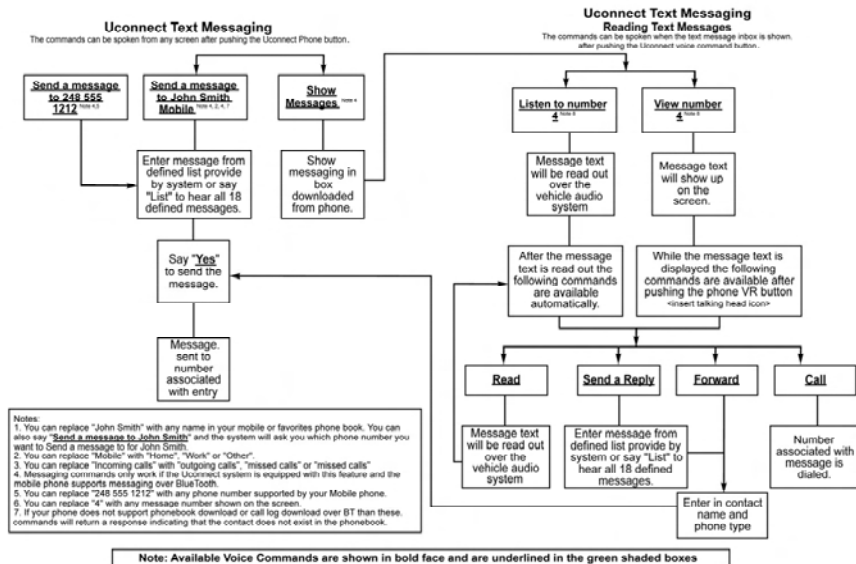 Uconnect Text Messaging
The commands can be spoken from any screen after pushing the Uconnect Phone button.
Send a message
to 248 555
1212 Note 4,5
Send a message
to John Smith
Mobile Note 4, 2, 4, 7
Show
Messages Note 4
Enter message from
defined list provide
by system or say
"List" to hear all 18
defined messages.
Show
messaging in
box
downloaded
from phone.
Say "Yes"
to send the
message.
Message.
sent to
number
associated
with entry
Uconnect Text Messaging
Reading Text Messages
The commands can be spoken when the text message inbox is shown.
after pushing the Uconnect voice command button.
Listen to number
4 Note 6
View number
4 Note 6
Message text
will be read out
over the
vehicle audio
system
Message text
will show up
on the
screen.
After the message
text is read out the
following commands
are available
automatically.
While the message text is
displayed the following
commands are available after
pushing the phone VR button
<insert talking head icon>
Read
Send a Reply
Forward
Call
Message text
will be read out
over the
vehicle audio
system
Enter message from
defined list provide by
system or say "List" to
hear all 18 defined
messages.
Number
associated with
message is
dialed.
Enter in contact
name and
phone type
Notes:
1. You can replace "John Smith" with any name in your mobile or favorites phone book. You can
also say "Send a message to John Smith" and the system will ask you which phone number you
want to Send a message to for John Smith.
2. You can replace "Mobile" with "Home", "Work" or "Other".
3. You can replace "Incoming calls" with "outgoing calls", "missed calls" or "missed calls"
4. Messaging commands only work if the Uconnect system is equipped with this feature and the
mobile phone supports messaging over BlueTooth.
5. You can replace "248 555 1212" with any phone number supported by your Mobile phone.
6. You can replace "4" with any message number shown on the screen.
7. If your phone does not support phonebook download or call log download over BT than these.
commands will return a response indicating that the contact does not exist in the phonebook.
Note: Available Voice Commands are shown in bold face and are underlined in the green shaded boxes